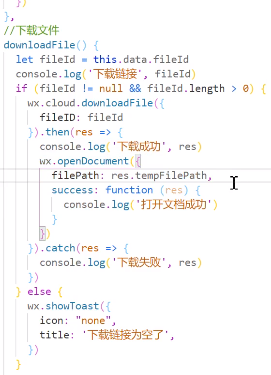 })
},
//下载文件
downloadFile() {
let fileId = this.data.fileId
console.log('下载链接', fileId)
if (fileId != null && fileId.length > 0) {
wx.cloud.downloadFile({
fileID: fileId
}).then(res => {
console.log('下载成功', res)
wx.openDocument({
filePath: res.tempFilePath,
success: function (res) {
console.log('打开文档成功')
}
})
}).catch(res => {
console.log('下载失败', res)
})
} else {
wx.showToast({
icon: "none",
title: '下载链接为空了',
})
}